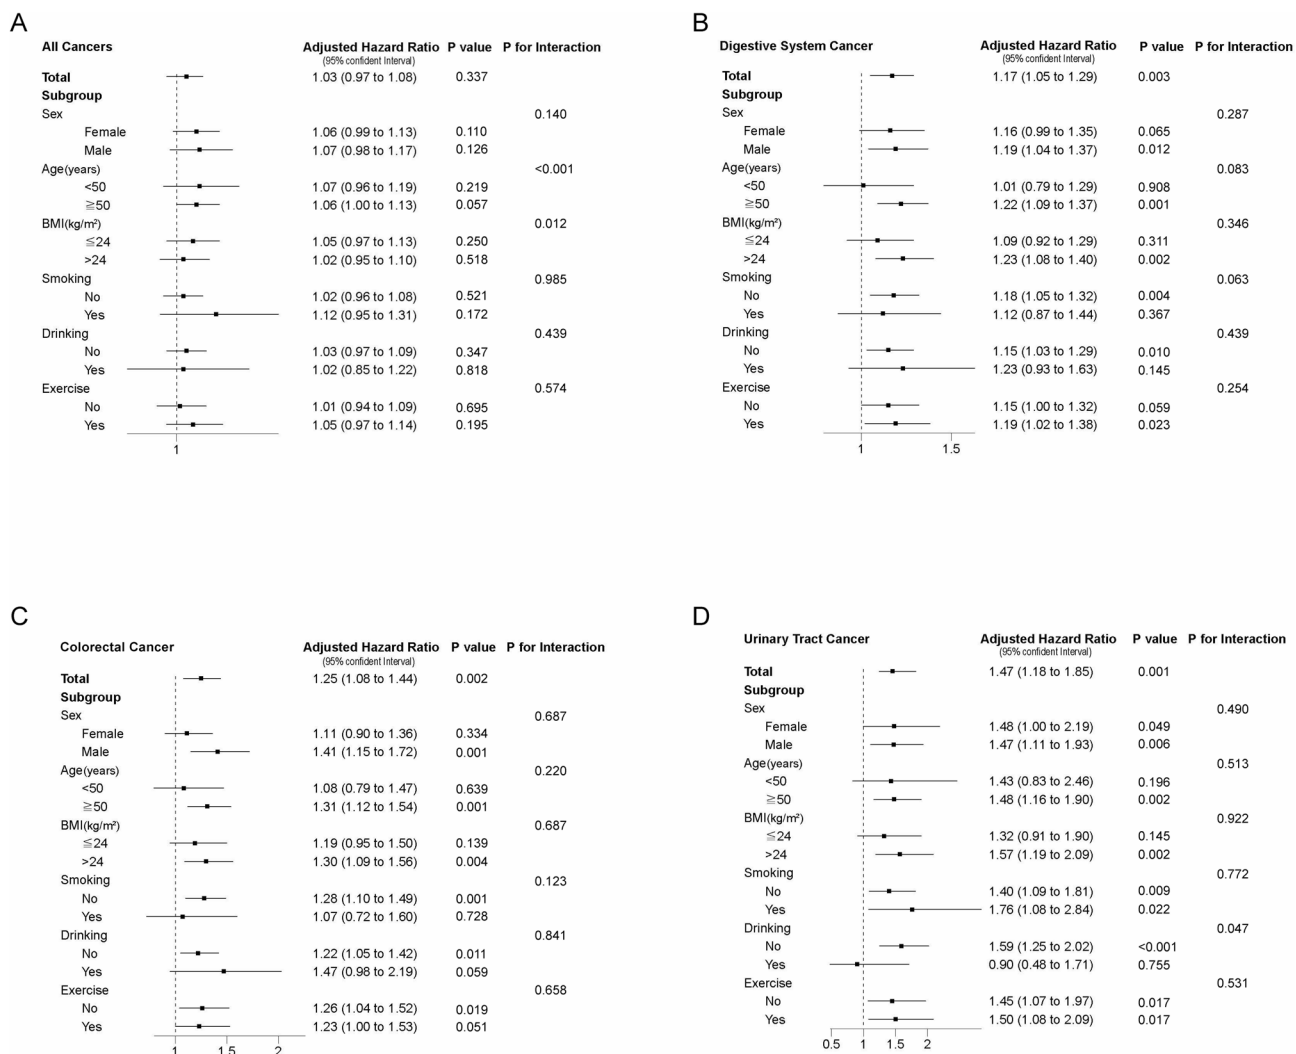 A
All Cancers Adjusted Hazard Ratio P value P for Interaction
(95% confident Interval)
Total 1.03 (0.97 to 1.08) 0.337
Subgroup
Sex 0.140
Female 1.06 (0.99 to 1.13) 0.110
Male 1.07 (0.98 to 1.17) 0.126
Age(years) <0.001
<50 1.07 (0.96 to 1.19) 0.219
≧50 1.06 (1.00 to 1.13) 0.057
BMI(kg/m²) 0.012
≦24 1.05 (0.97 to 1.13) 0.250
>24 1.02 (0.95 to 1.10) 0.518
Smoking 0.985
No 1.02 (0.96 to 1.08) 0.521
Yes 1.12 (0.95 to 1.31) 0.172
Drinking 0.439
No 1.03 (0.97 to 1.09) 0.347
Yes 1.02 (0.85 to 1.22) 0.818
Exercise 0.574
No 1.01 (0.94 to 1.09) 0.695
Yes 1.05 (0.97 to 1.14) 0.195
1
B
Digestive System Cancer Adjusted Hazard Ratio P value P for Interaction
(95% confident Interval)
Total 1.17 (1.05 to 1.29) 0.003
Subgroup
Sex 0.287
Female 1.16 (0.99 to 1.35) 0.065
Male 1.19 (1.04 to 1.37) 0.012
Age(years) 0.083
<50 1.01 (0.79 to 1.29) 0.908
≧50 1.22 (1.09 to 1.37) 0.001
BMI(kg/m²) 0.346
≦24 1.09 (0.92 to 1.29) 0.311
>24 1.23 (1.08 to 1.40) 0.002
Smoking 0.063
No 1.18 (1.05 to 1.32) 0.004
Yes 1.12 (0.87 to 1.44) 0.367
Drinking 0.439
No 1.15 (1.03 to 1.29) 0.010
Yes 1.23 (0.93 to 1.63) 0.145
Exercise 0.254
No 1.15 (1.00 to 1.32) 0.059
Yes 1.19 (1.02 to 1.38) 0.023
1 1.5
C
Colorectal Cancer Adjusted Hazard Ratio P value P for Interaction
(95% confident Interval)
Total 1.25 (1.08 to 1.44) 0.002
Subgroup
Sex 0.687
Female 1.11 (0.90 to 1.36) 0.334
Male 1.41 (1.15 to 1.72) 0.001
Age(years) 0.220
<50 1.08 (0.79 to 1.47) 0.639
≧50 1.31 (1.12 to 1.54) 0.001
BMI(kg/m²) 0.687
≦24 1.19 (0.95 to 1.50) 0.139
>24 1.30 (1.09 to 1.56) 0.004
Smoking 0.123
No 1.28 (1.10 to 1.49) 0.001
Yes 1.07 (0.72 to 1.60) 0.728
Drinking 0.841
No 1.22 (1.05 to 1.42) 0.011
Yes 1.47 (0.98 to 2.19) 0.059
Exercise 0.658
No 1.26 (1.04 to 1.52) 0.019
Yes 1.23 (1.00 to 1.53) 0.051
1 1.5 2
D
Urinary Tract Cancer Adjusted Hazard Ratio P value P for Interaction
(95% confident Interval)
Total 1.47 (1.18 to 1.85) 0.001
Subgroup
Sex 0.490
Female 1.48 (1.00 to 2.19) 0.049
Male 1.47 (1.11 to 1.93) 0.006
Age(years) 0.513
<50 1.43 (0.83 to 2.46) 0.196
≧50 1.48 (1.16 to 1.90) 0.002
BMI(kg/m²) 0.922
≦24 1.32 (0.91 to 1.90) 0.145
>24 1.57 (1.19 to 2.09) 0.002
Smoking 0.772
No 1.40 (1.09 to 1.81) 0.009
Yes 1.76 (1.08 to 2.84) 0.022
Drinking 0.047
No 1.59 (1.25 to 2.02) <0.001
Yes 0.90 (0.48 to 1.71) 0.755
Exercise 0.531
No 1.45 (1.07 to 1.97) 0.017
Yes 1.50 (1.08 to 2.09) 0.017
0.5 1 1.5 2